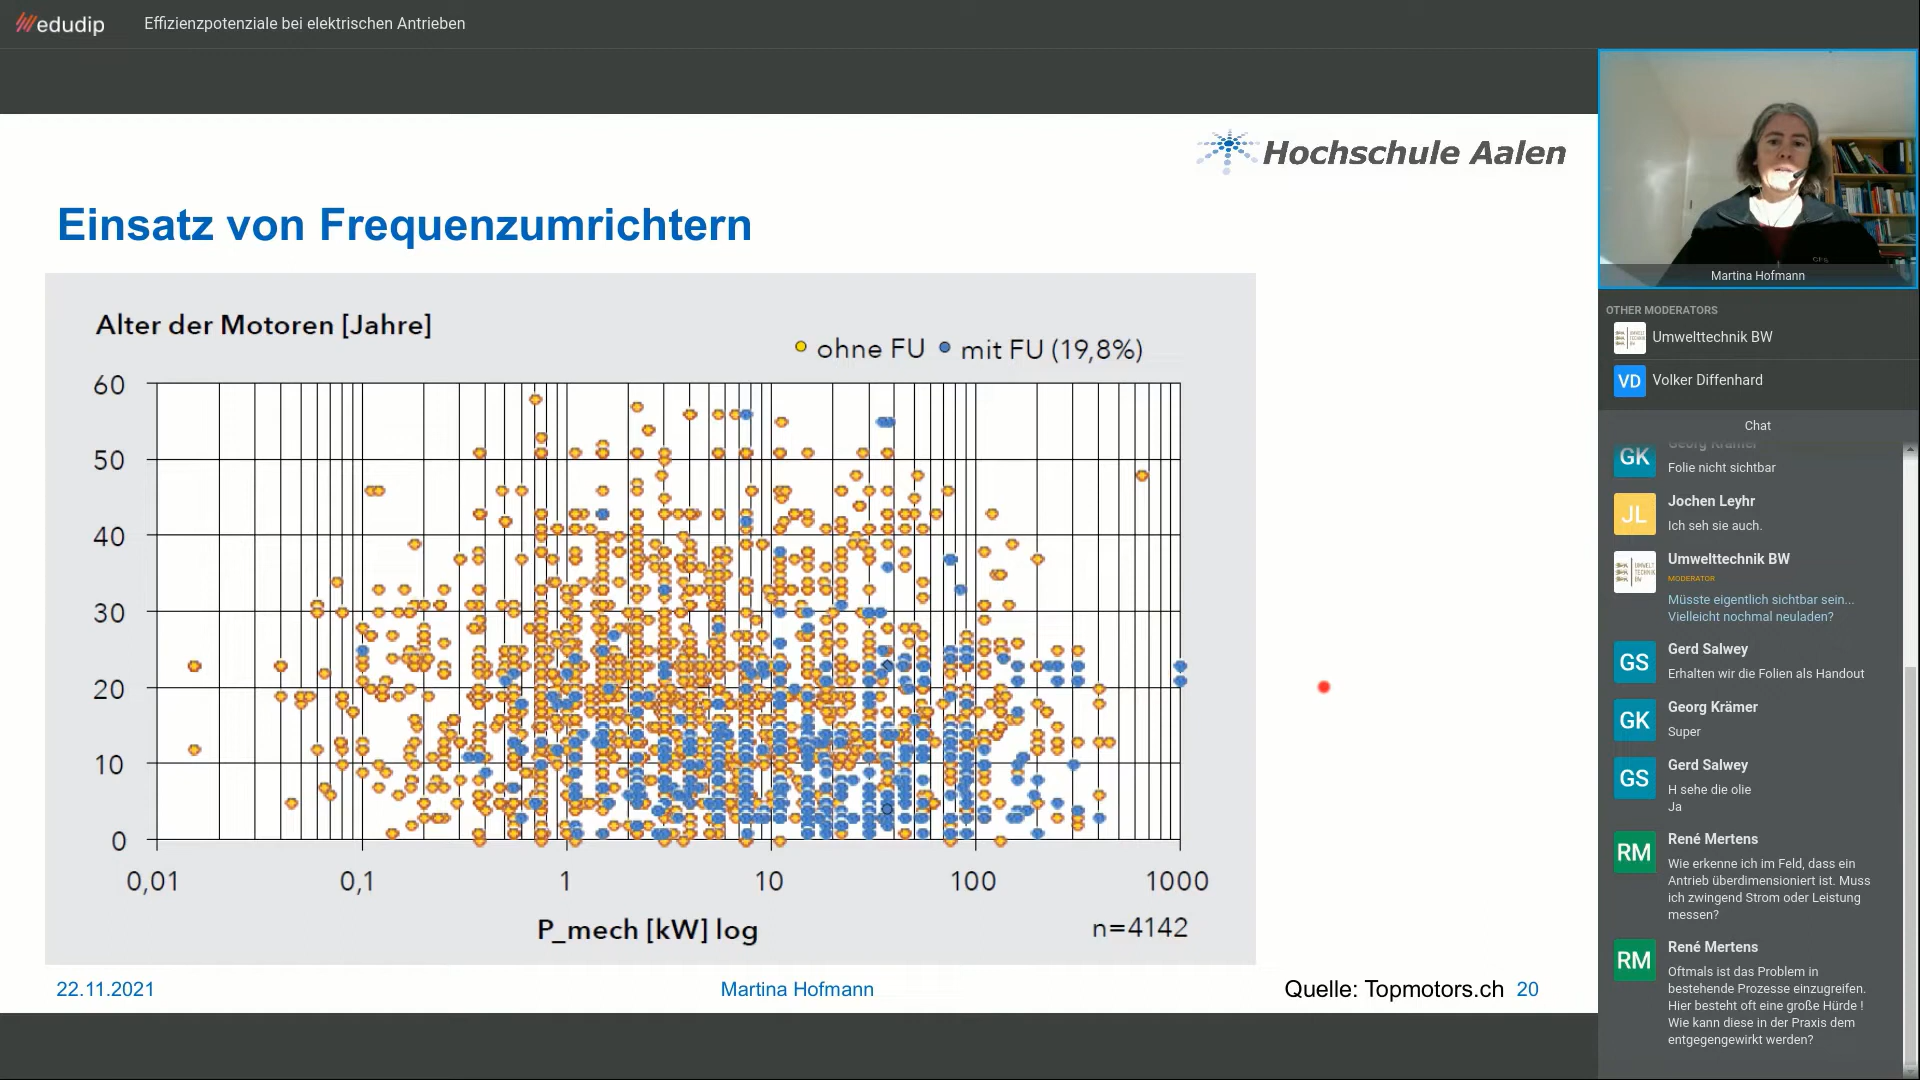 edudip
Effizienzpotenziale bei elektrischen Antrieben
Hochschule Aalen
Einsatz von Frequenzumrichtern
Alter der Motoren [Jahre]
ohne FU
mit FU (19,8%)
60
50
40
30
20
10
0
0,01
0,1
1
10
100
1000
P_mech [kW] log
n=4142
22.11.2021
Martina Hofmann
Quelle: Topmotors.ch
20
Martina Hofmann
OTHER MODERATORS
Umwelttechnik BW
VD
Volker Diffenhard
Chat
GK
Georg Krämer
Folie nicht sichtbar
JL
Jochen Leyhr
Ich seh sie auch.
Umwelttechnik BW
MODERATOR
Müsste eigentlich sichtbar sein...
Vielleicht nochmal neuladen?
GS
Gerd Salwey
Erhalten wir die Folien als Handout
GK
Georg Krämer
Super
GS
Gerd Salwey
H sehe die olie
Ja
RM
René Mertens
Wie erkenne ich im Feld, dass ein
Antrieb überdimensioniert ist. Muss
ich zwingend Strom oder Leistung
messen?
RM
René Mertens
Oftmals ist das Problem in
bestehende Prozesse einzugreifen.
Hier besteht oft eine große Hürde !
Wie kann diese in der Praxis dem
entgegengewirkt werden?